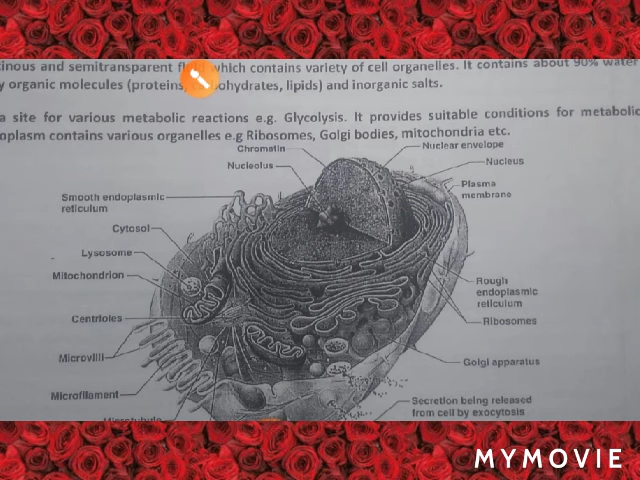 inous and semitransparent which contains variety of cell organelles. It contains about 90% water
y organic molecules (proteins, ohydrates, lipids) and inorganic salts.
a site for various metabolic reactions e.g. Glycolysis. It provides suitable conditions for metabolic
oplasm contains various organelles e.g Ribosomes, Golgi bodies, mitochondria etc.
Chromatin
Nuclear envelope
Nucleolus
Nucleus
Plasma
membrane
Smooth endoplasmic
reticulum
Cytosol
Lysosome
Mitochondrion
Rough
endoplasmic
reticulum
Centrioles
Ribosomes
Microvilli
Golgi apparatus
Microfilament
Secretion being released
from cell by exocytosis
Microtubule
MYMOVIE